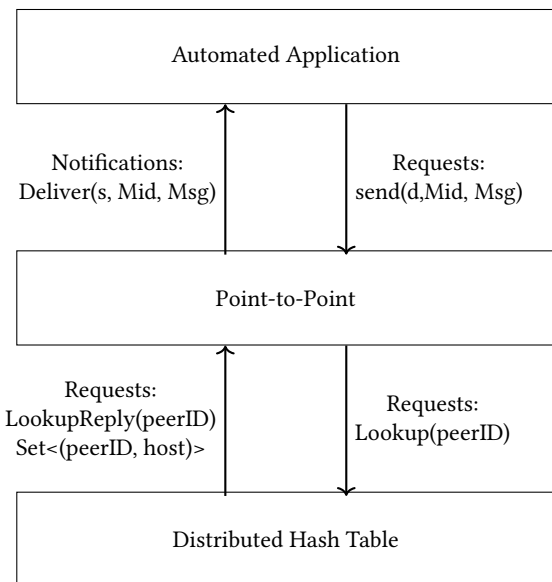 Automated Application
Notifications:
Deliver(s, Mid, Msg)
Requests:
send(d,Mid, Msg)
Point-to-Point
Requests:
LookupReply(peerID)
Set<(peerID, host)>
Requests:
Lookup(peerID)
Distributed Hash Table